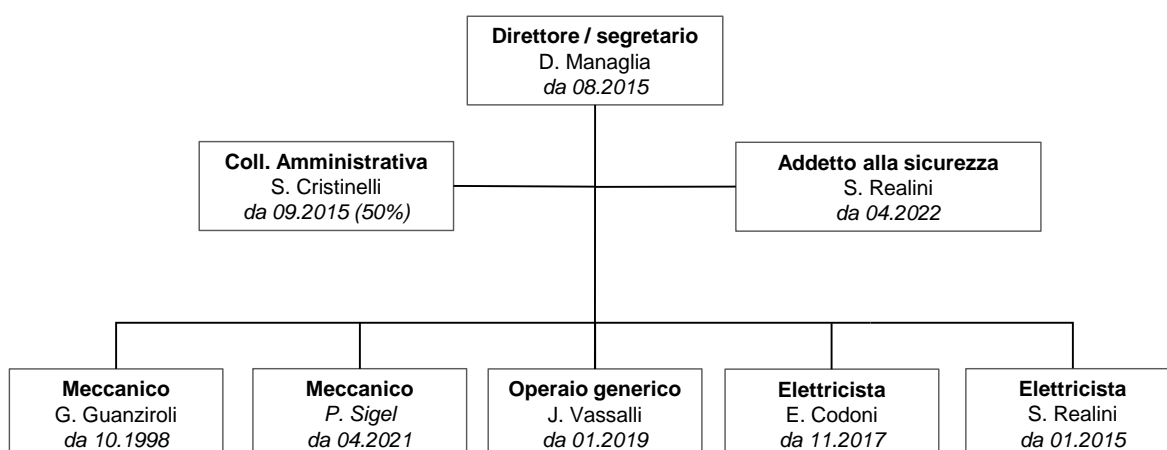 Direttore / segretario
D. Managlia
da 08.2015
Coll. Amministrativa
S. Cristinelli
da 09.2015 (50%)
Addetto alla sicurezza
S. Realini
da 04.2022
Meccanico
G. Guanziroli
da 10.1998
Meccanico
P. Sigel
da 04.2021
Operaio generico
J. Vassalli
da 01.2019
Elettricista
E. Codoni
da 11.2017
Elettricista
S. Realini
da 01.2015